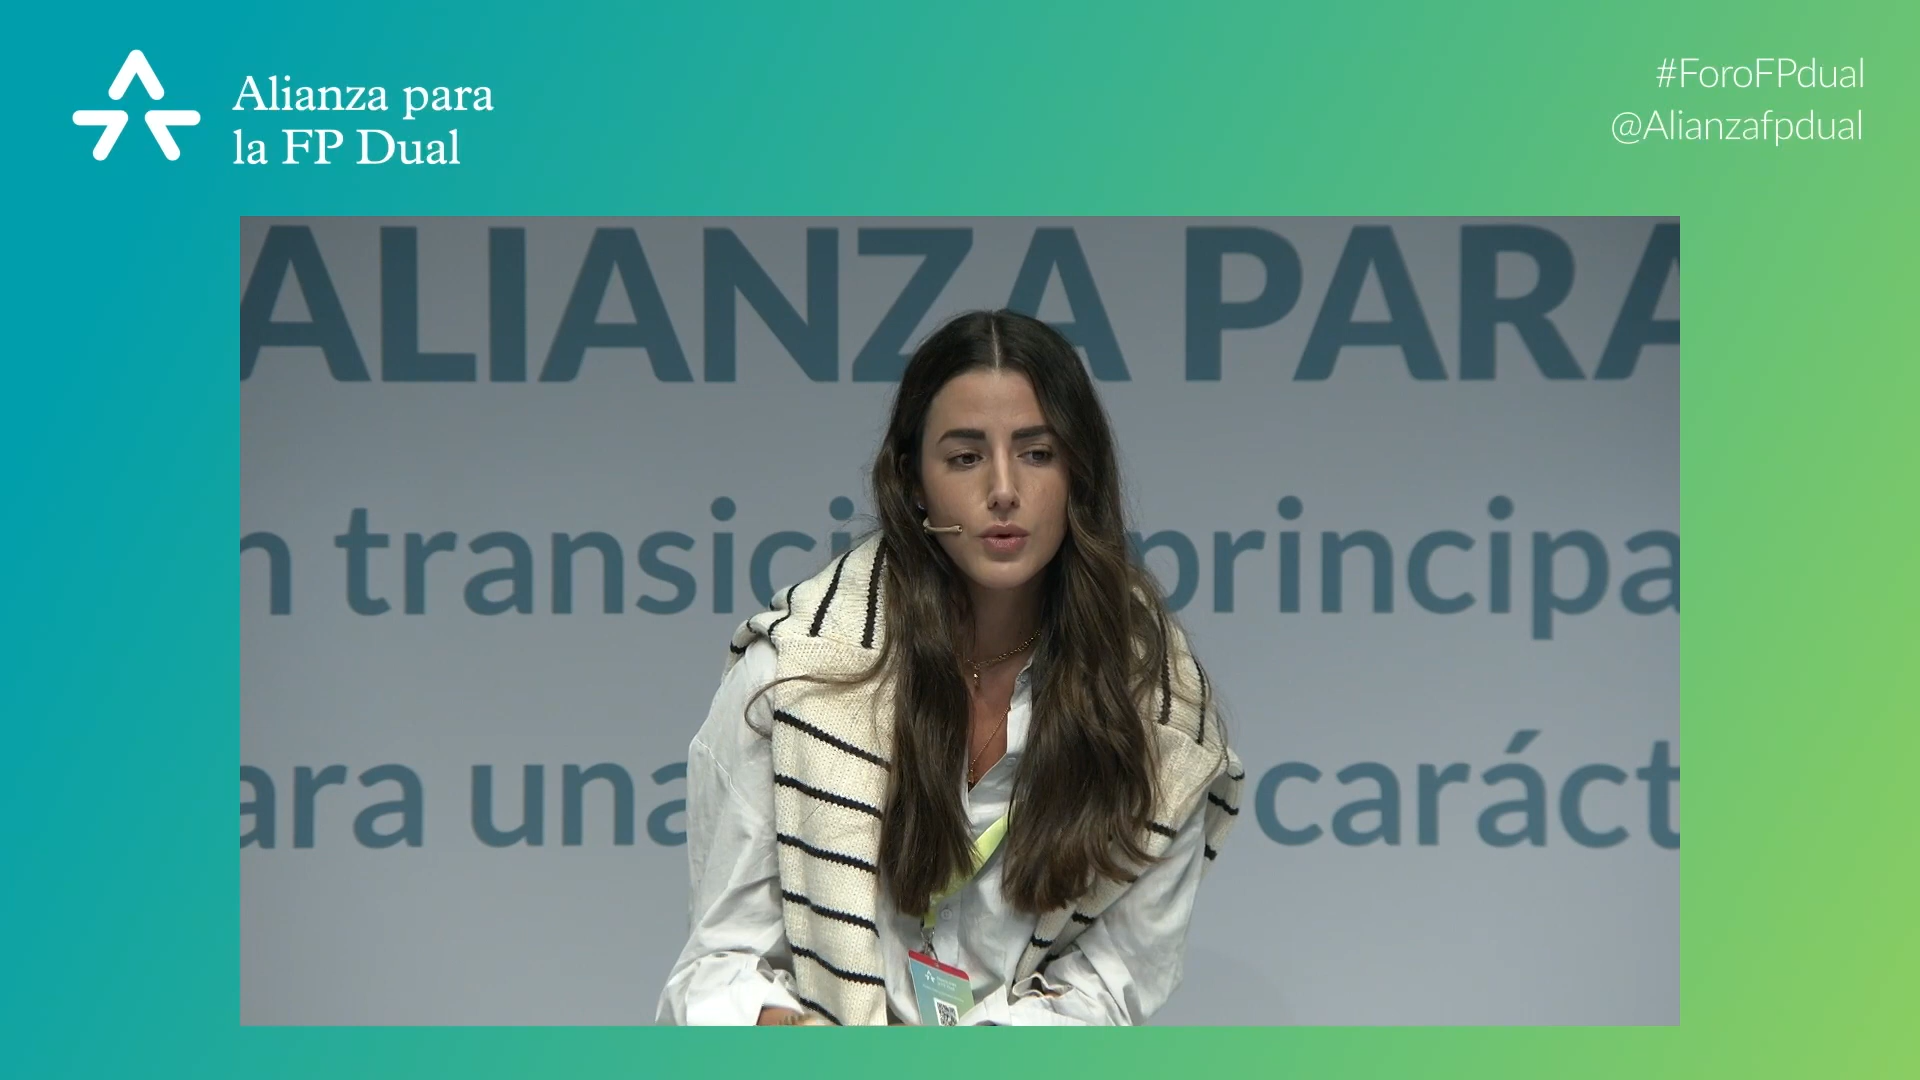 Alianza para
la FP Dual
#ForoFPdual
@Alianzafpdual
ALIANZA PARA
n transici principa
ara una caráct